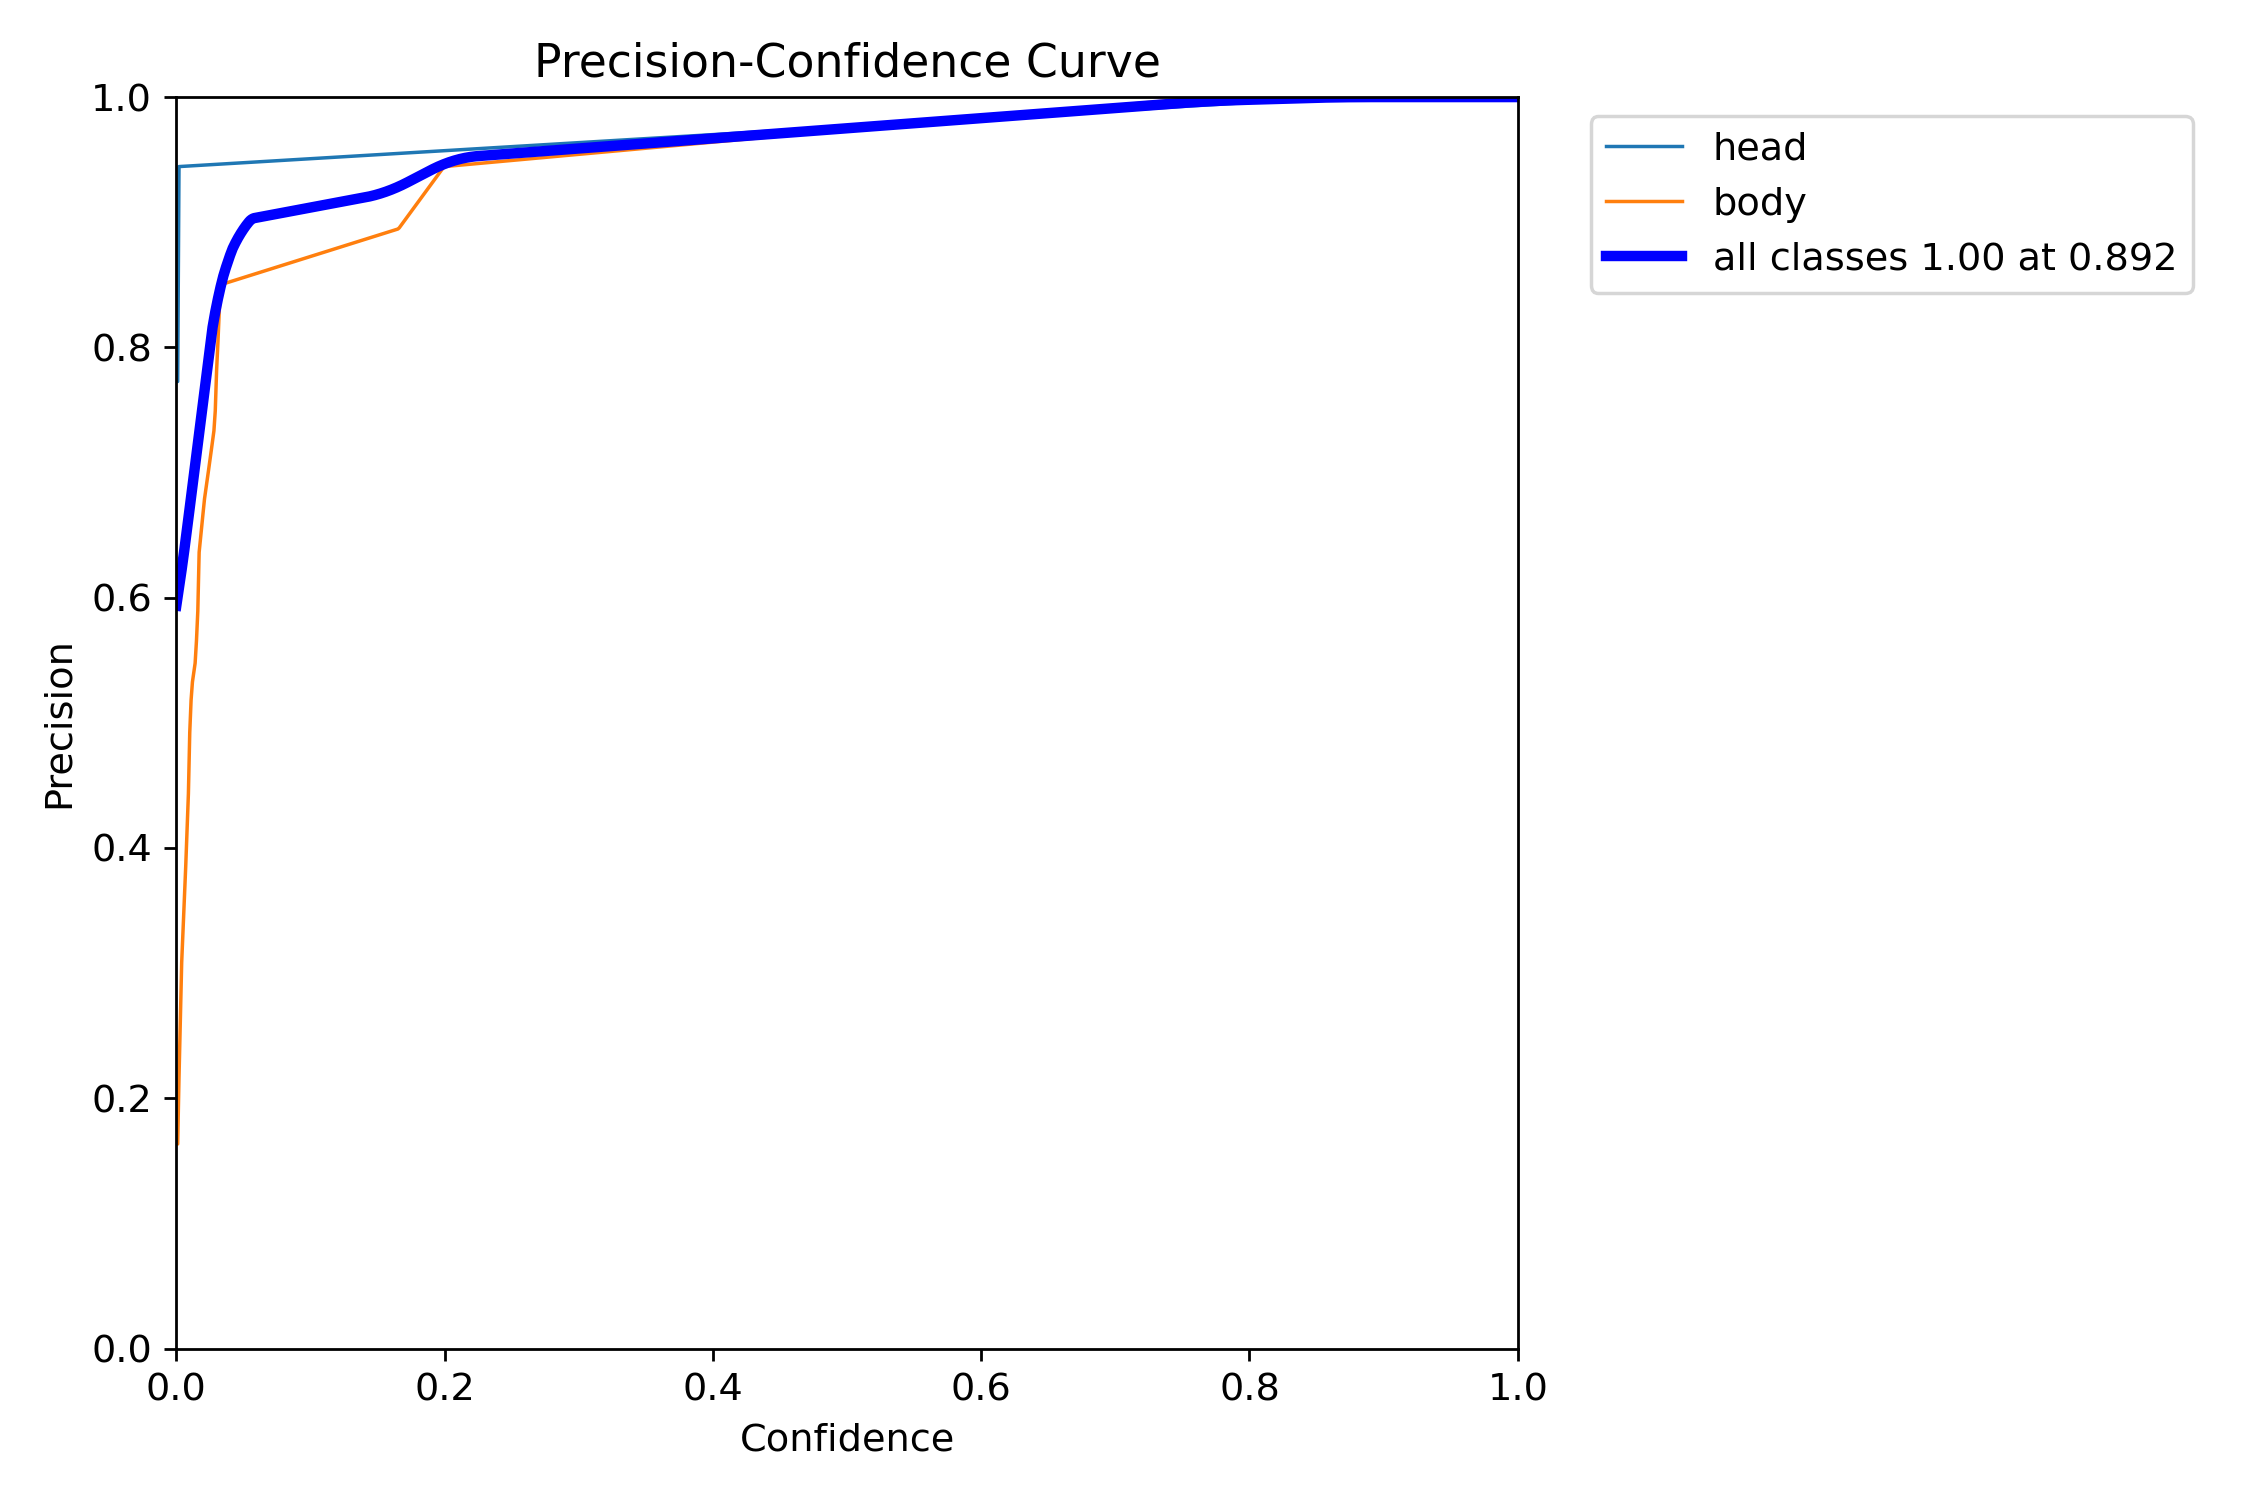 Precision-Confidence Curve
1.0
0.8
0.6
0.4
0.2
0.0
Precision
0.0 0.2 0.4 0.6 0.8 1.0
Confidence
head
body
all classes 1.00 at 0.892